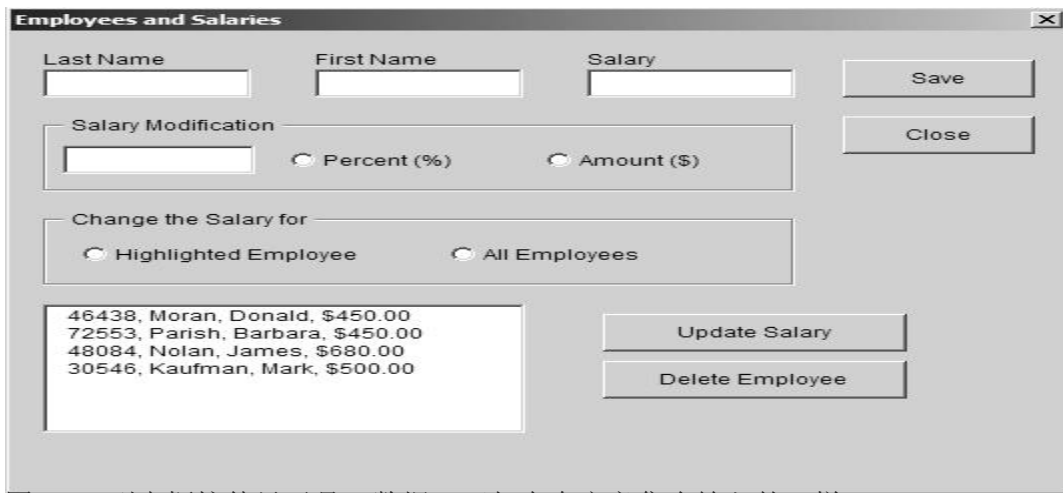 Employees and Salaries
Last Name First Name Salary
Save
Salary Modification
Close
Percent (%) Amount ($)
Change the Salary for
Highlighted Employee All Employees
46438, Moran, Donald, $450.00
72553, Parish, Barbara, $450.00
48084, Nolan, James, $680.00
30546, Kaufman, Mark, $500.00
Update Salary
Delete Employee